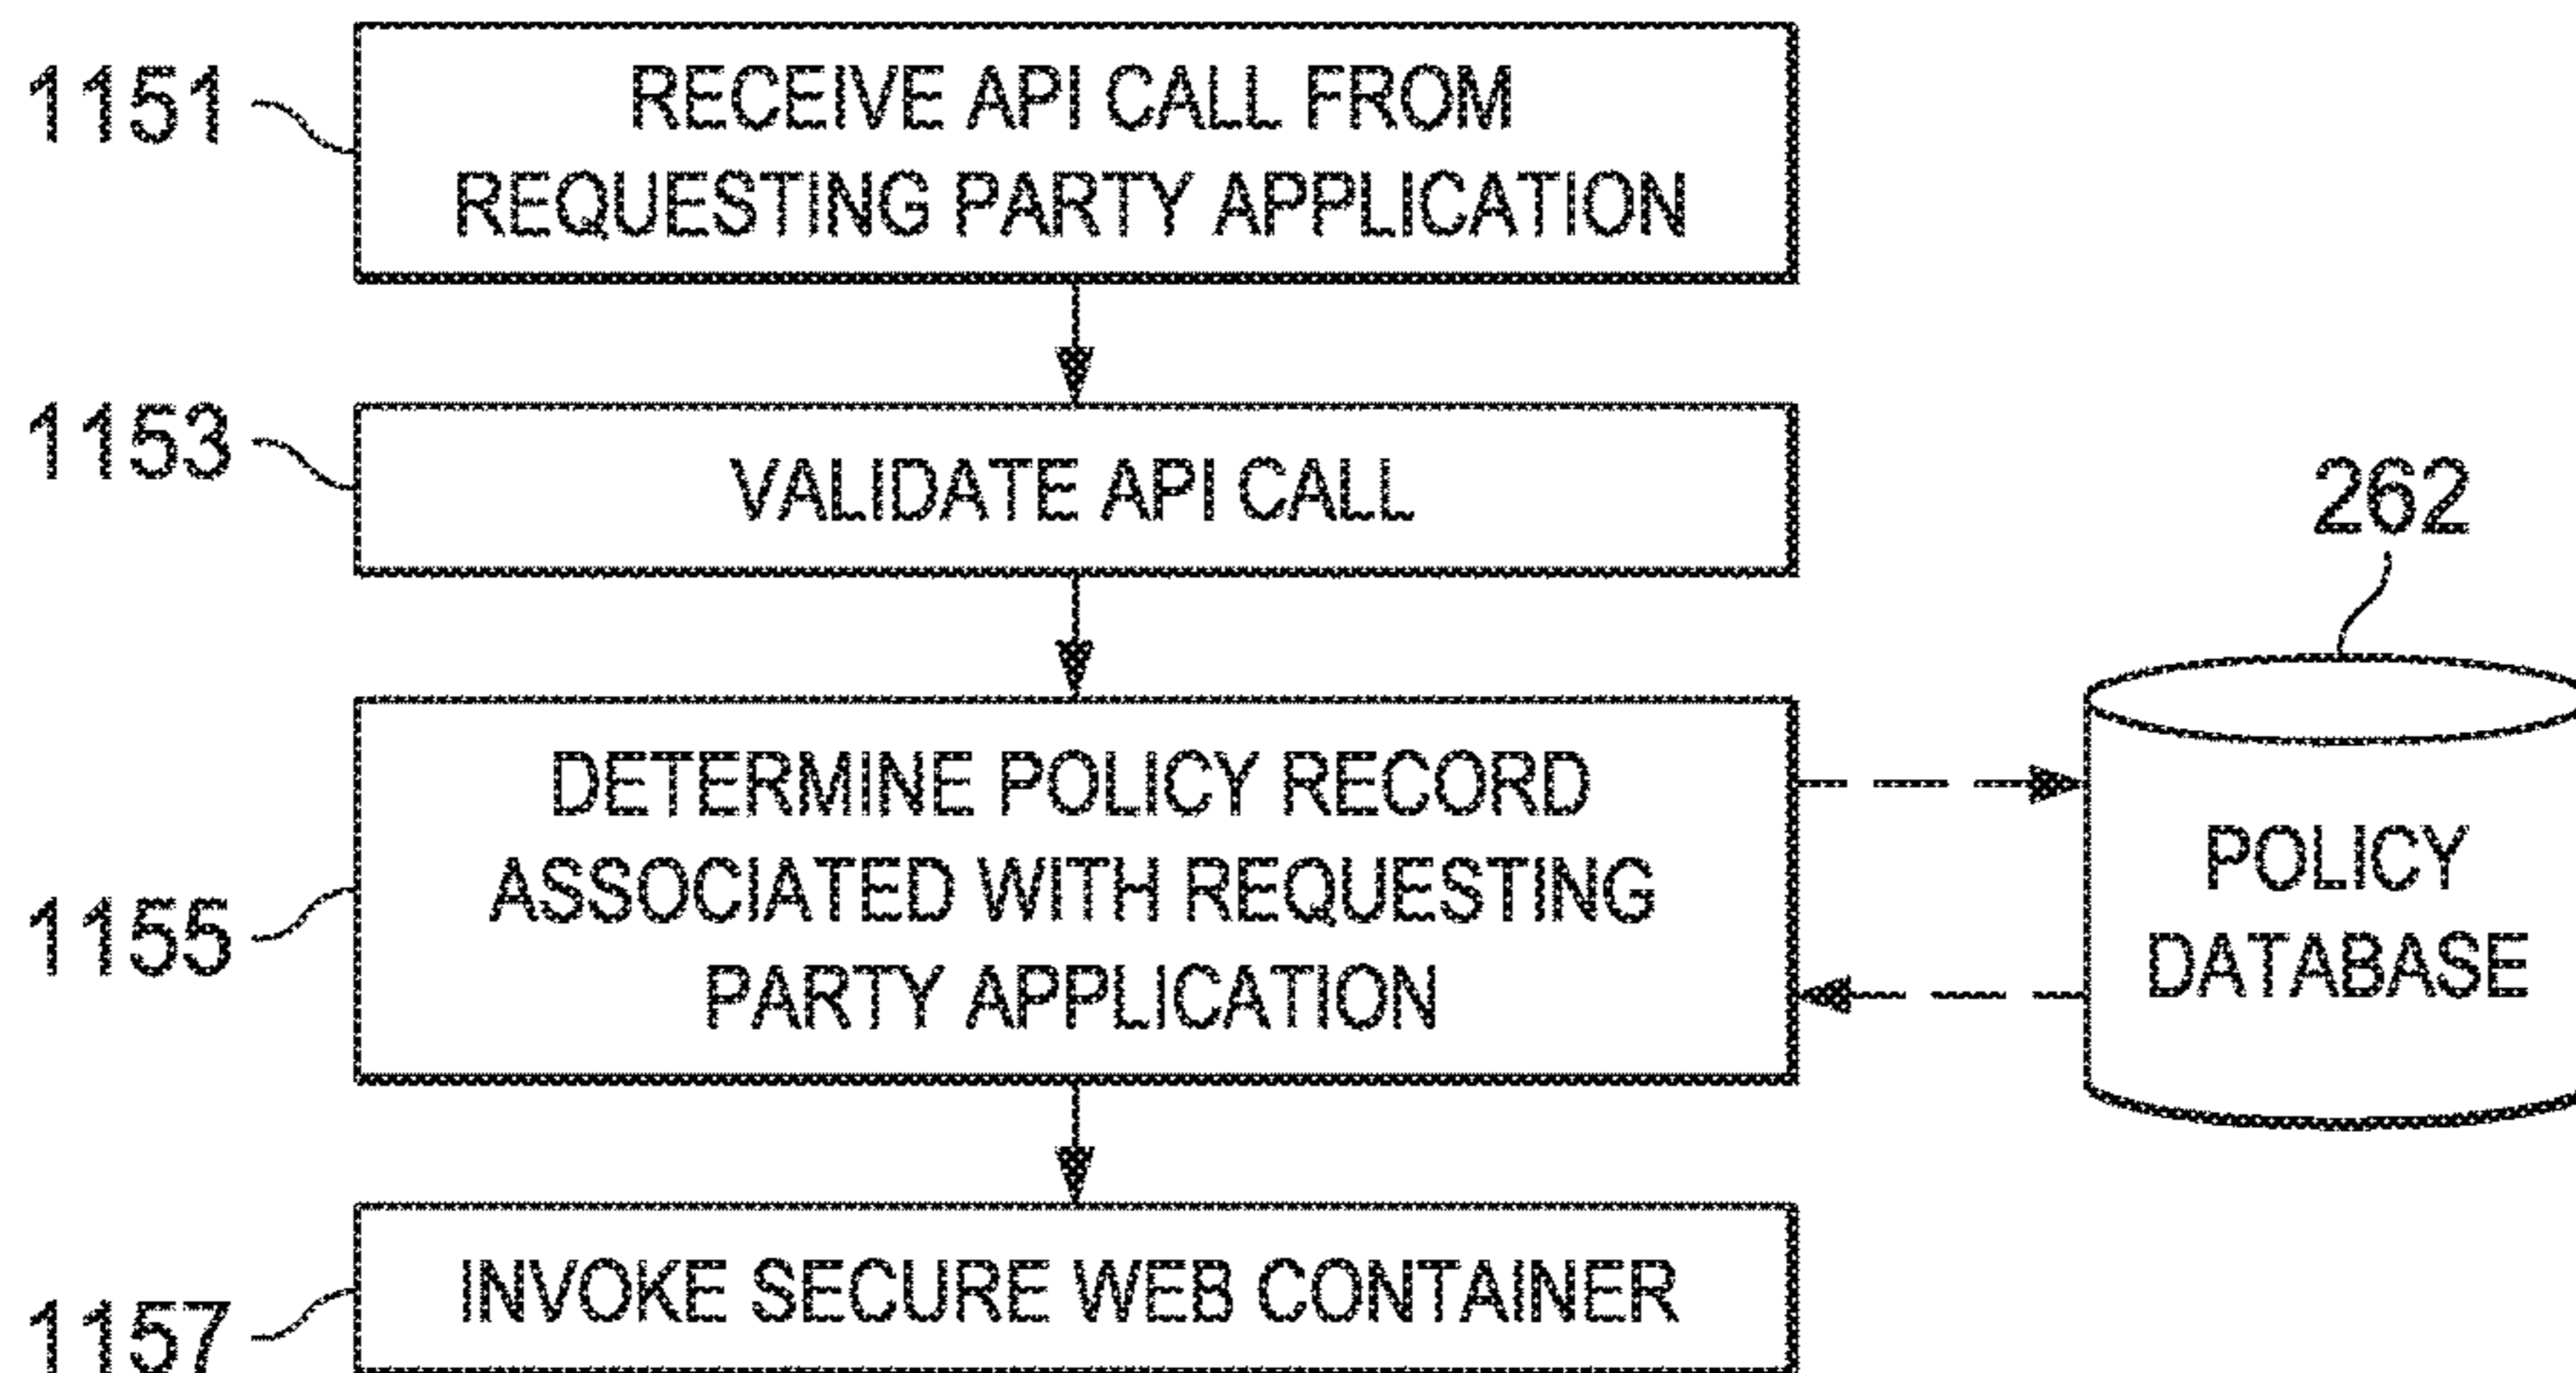 1151
RECEIVE API CALL FROM
REQUESTING PARTY APPLICATION
1153
VALIDATE API CALL
262
1155
DETERMINE POLICY RECORD
ASSOCIATED WITH REQUESTING
PARTY APPLICATION
POLICY
DATABASE
1157
INVOKE SECURE WEB CONTAINER